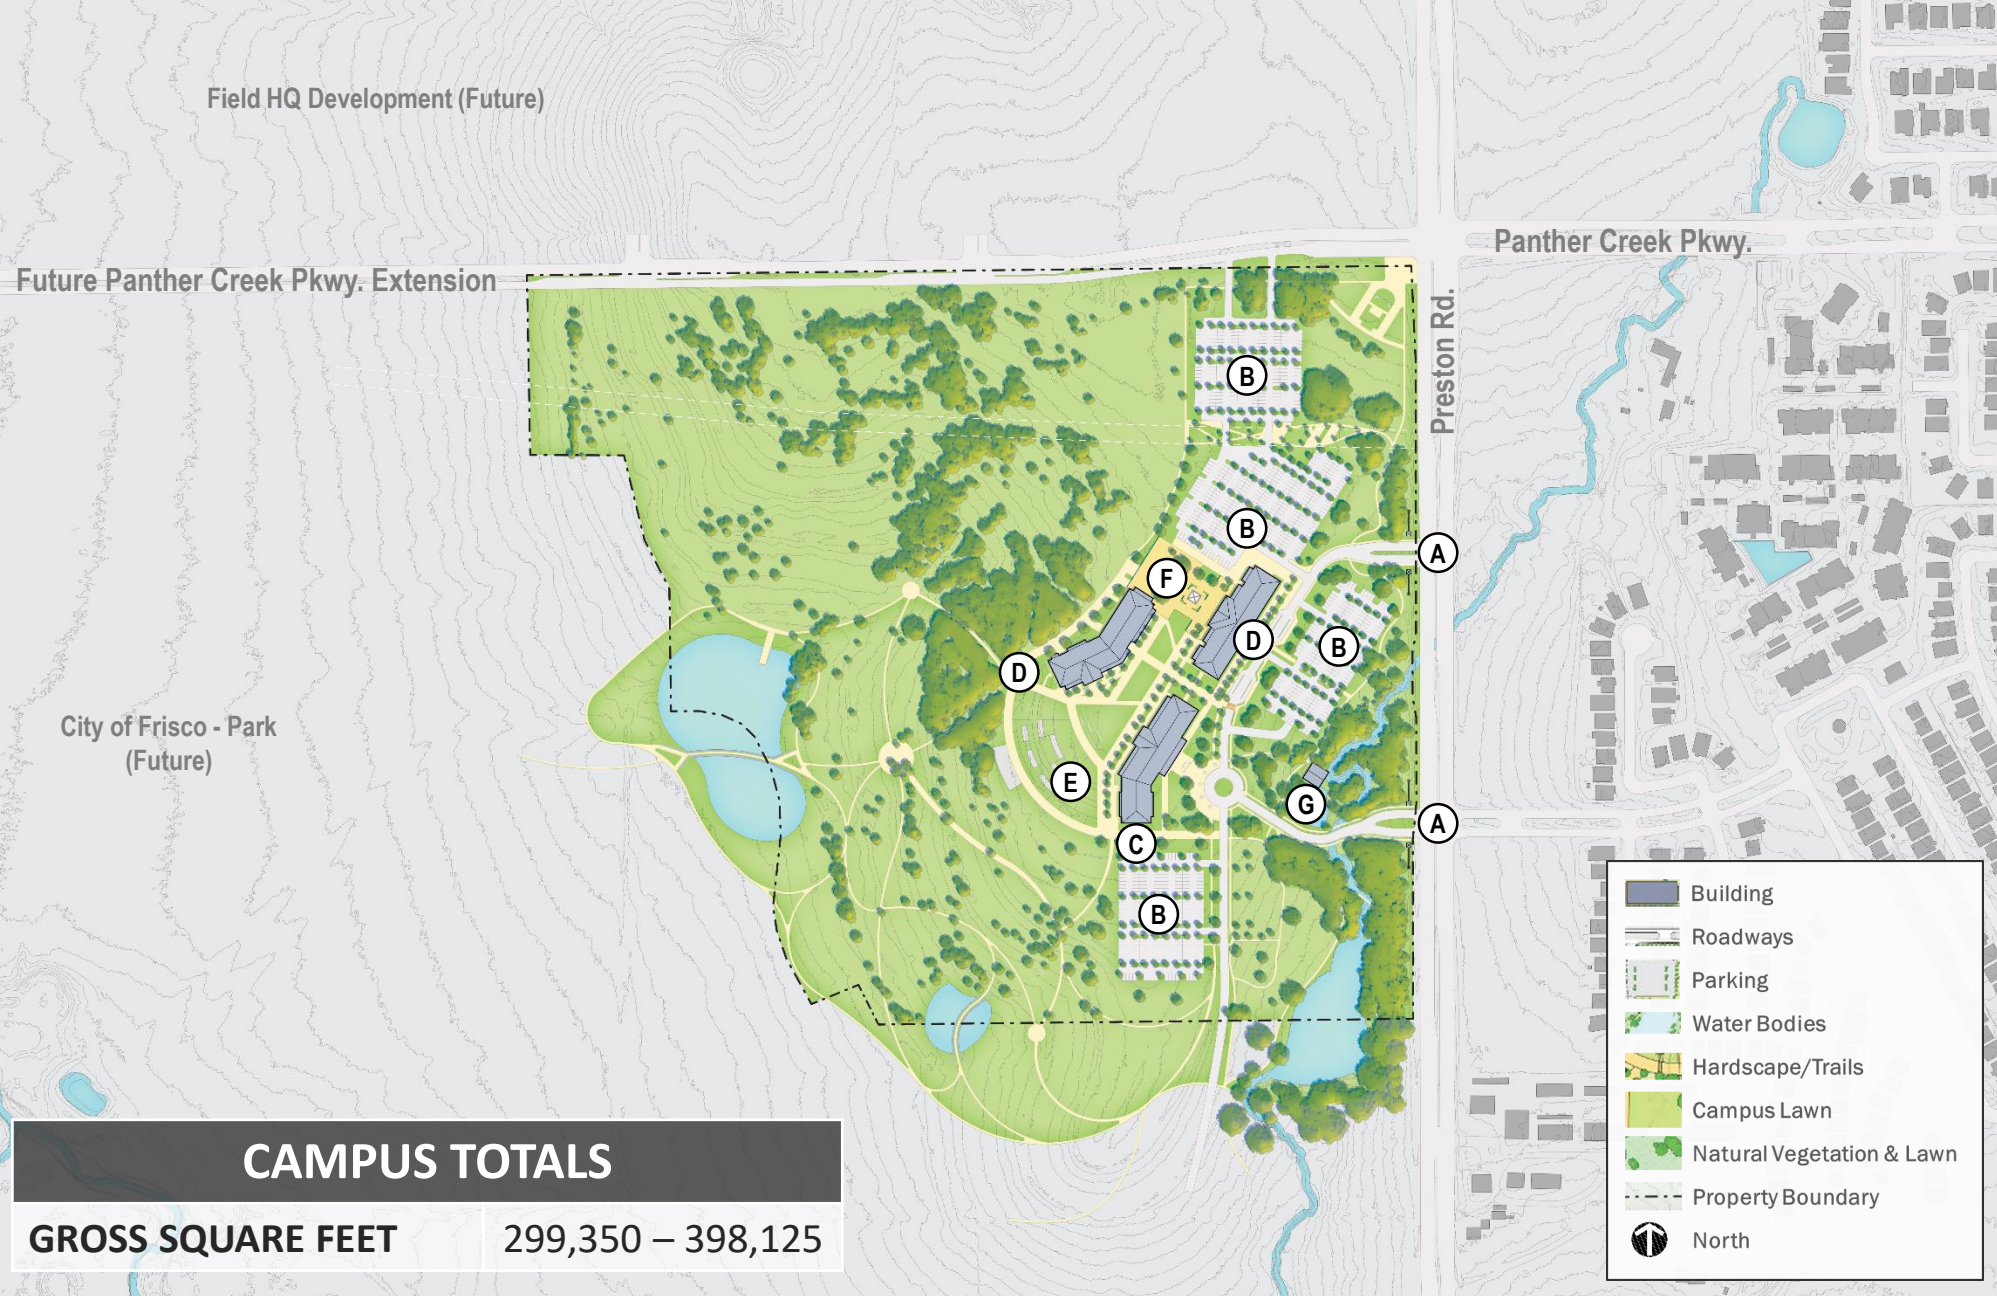 Field HQ Development (Future)
Panther Creek Pkwy.
Future Panther Creek Pkwy. Extension
Preston Rd.
B
B
A
F
D
B
D
City of Frisco - Park
(Future)
E
G
A
C
B
Building
Roadways
Parking
Water Bodies
Hardscape/Trails
Campus Lawn
Natural Vegetation & Lawn
Property Boundary
North
CAMPUS TOTALS
GROSS SQUARE FEET 299,350 – 398,125